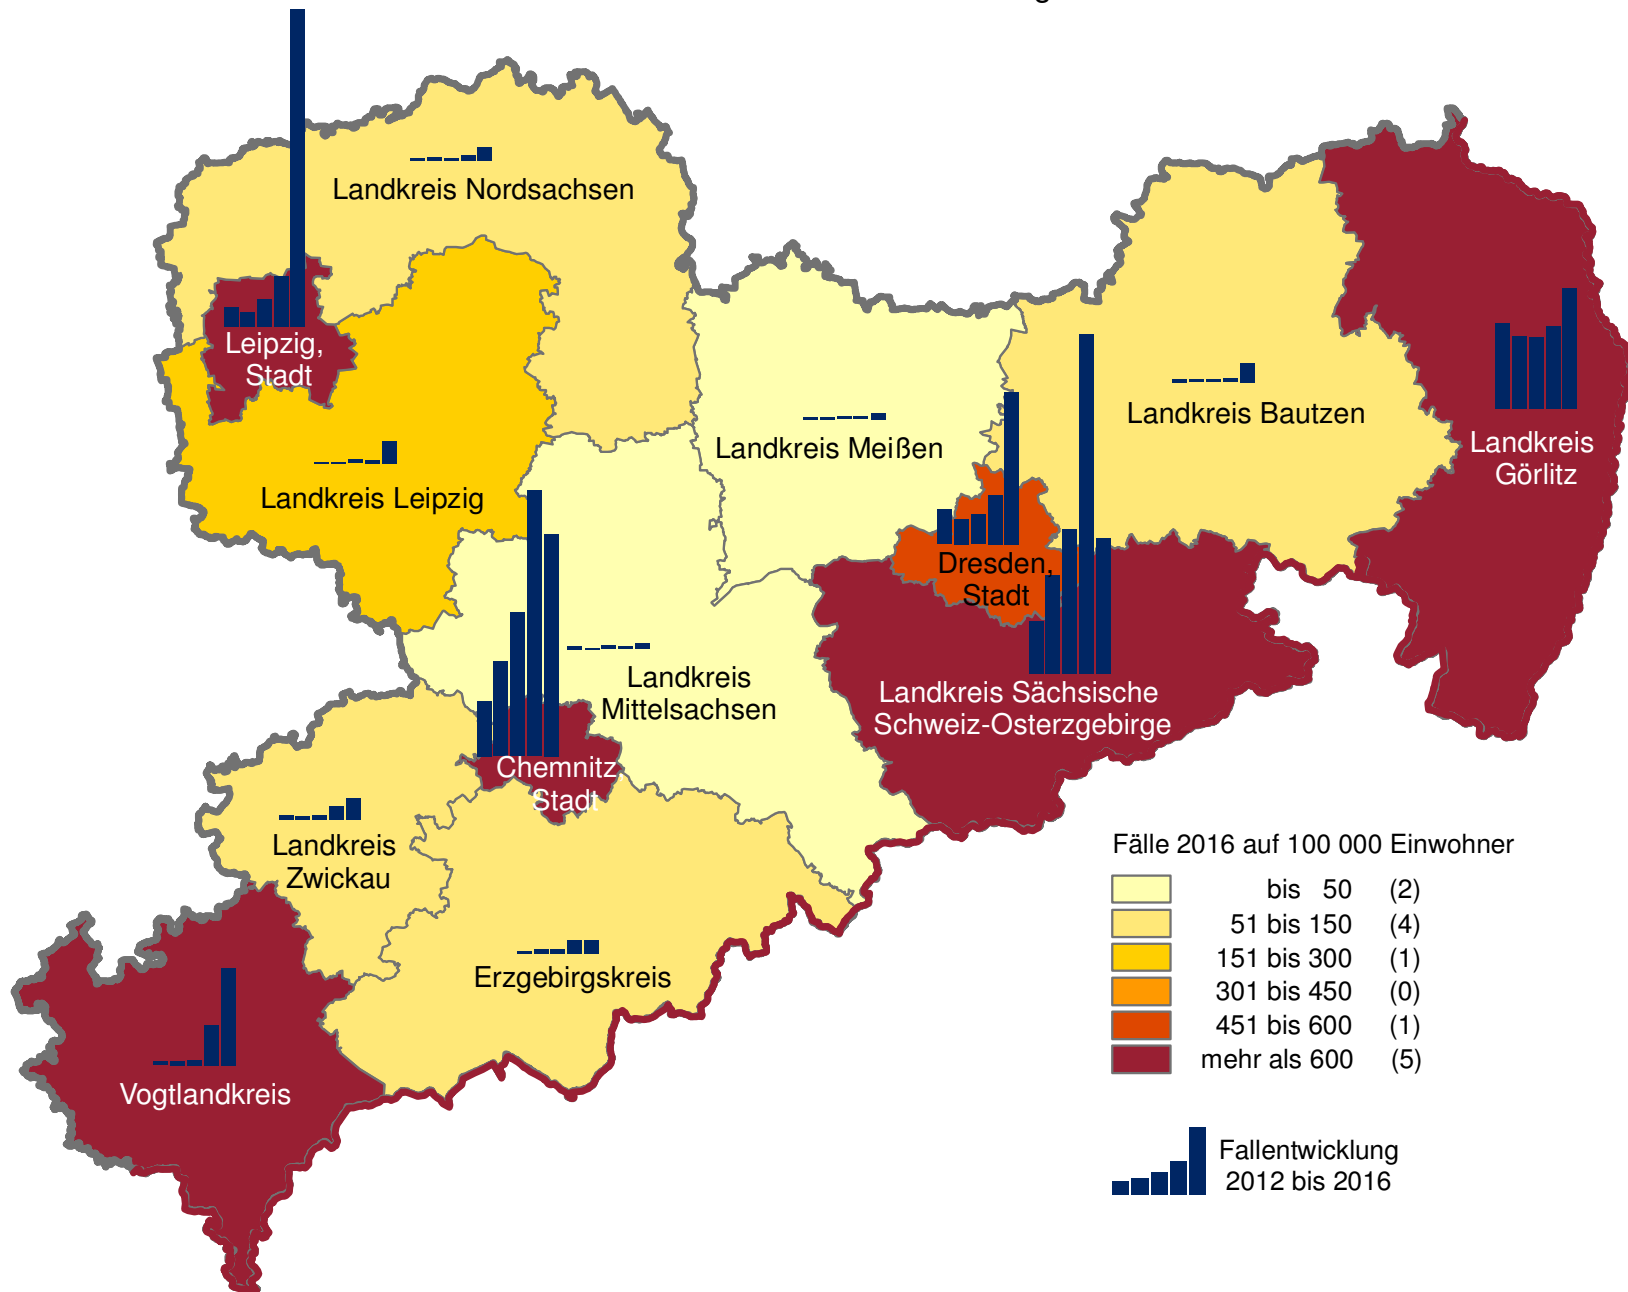 Landkreis Nordsachsen
Leipzig,
Stadt
Landkreis Leipzig
Landkreis Meißen
Landkreis Bautzen
Landkreis
Görlitz
Dresden,
Stadt
Landkreis Sächsische
Schweiz-Osterzgebirge
Landkreis
Mittelsachsen
Chemnitz
Stadt
Landkreis
Zwickau
Erzgebirgskreis
Vogtlandkreis
Fälle 2016 auf 100 000 Einwohner
bis 50 (2)
51 bis 150 (4)
151 bis 300 (1)
301 bis 450 (0)
451 bis 600 (1)
mehr als 600 (5)
Fallentwicklung
2012 bis 2016